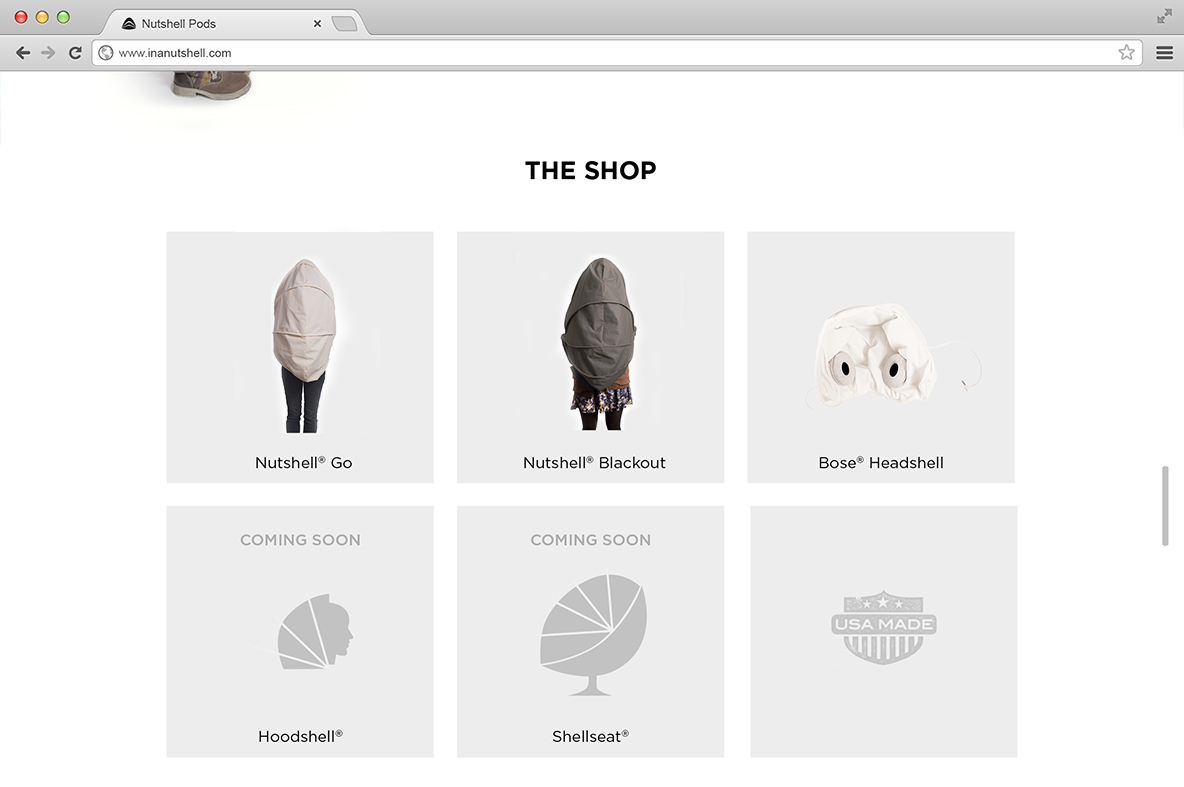 Nutshell Pods
www.inanutshell.com
THE SHOP
Nutshell® Go
Nutshell® Blackout
Bose® Headshell
COMING SOON
COMING SOON
USA MADE
Hoodshell®
Shellseat®